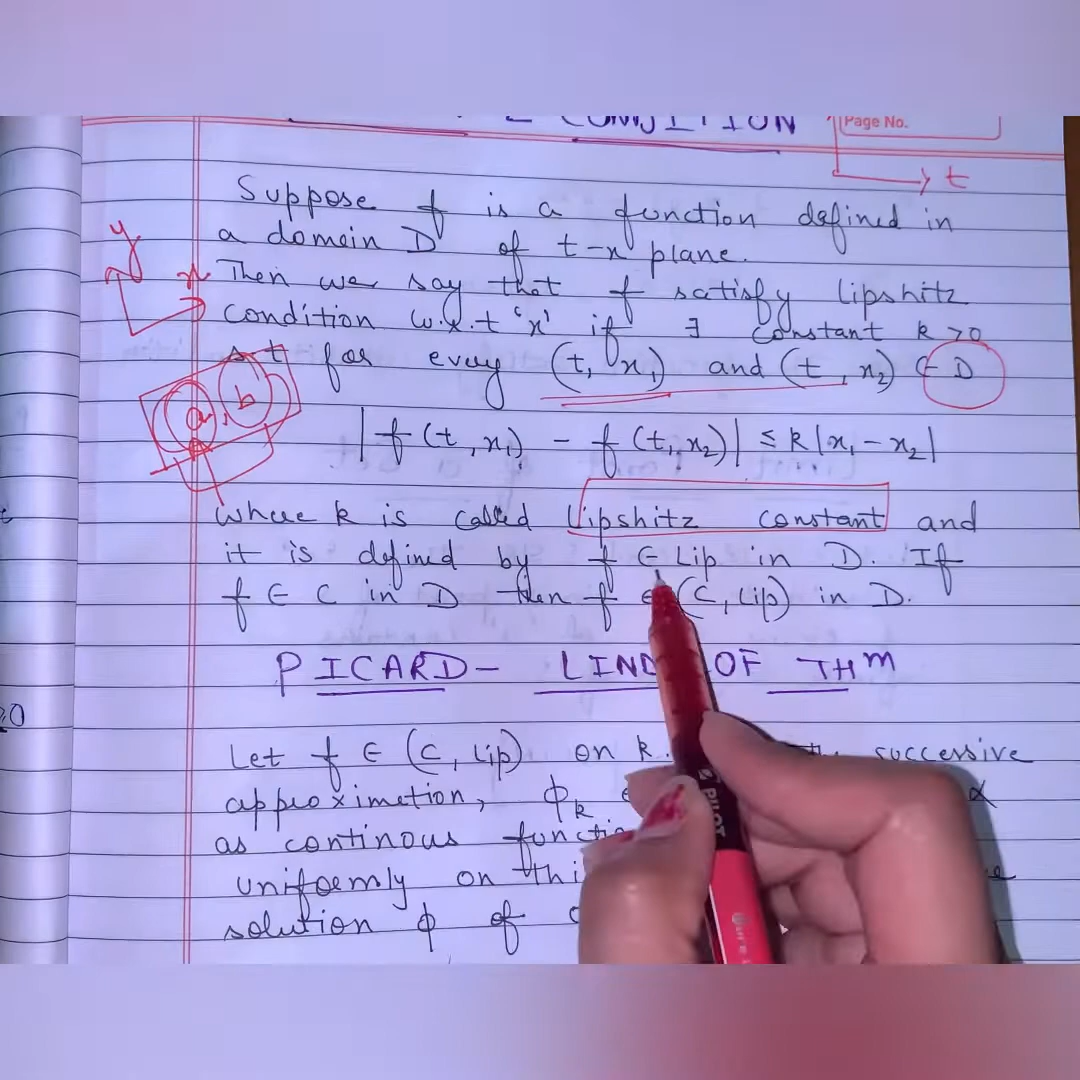 CONDITION
Page No.
t
Suppose f is a function defined in
y
a domein D of t-x plane.
x Then we say that f satisfy Lipshitz
condition w.r.t 'x' if ∃ constant k >0
s.t for every (t, x₁) and (t, x₂) ∈ D
a, b
|f(t, x₁) - f(t, x₂)| ≤ k|x₁ - x₂|
where k is called Lipshitz constant and
it is defined by f ∈ Lip in D. If
f ∈ C in D then f ∈ (C, Lip) in D.
PICARD- LIND OF THm
Let f ∈ (C, Lip) on k. successive
approximetion, ϕₖ α
as continous
uniformly on
solution ϕ of
PILOT